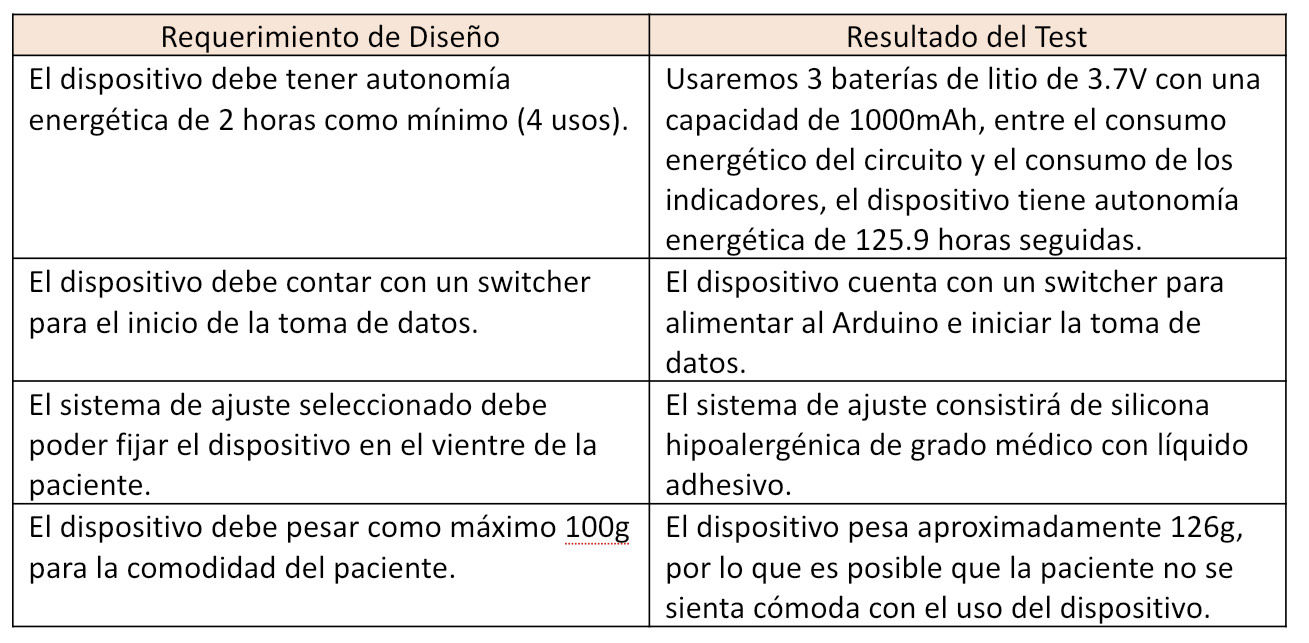 Requerimiento de Diseño
Resultado del Test
El dispositivo debe tener autonomía
energética de 2 horas como mínimo (4 usos).
Usaremos 3 baterías de litio de 3.7V con una
capacidad de 1000mAh, entre el consumo
energético del circuito y el consumo de los
indicadores, el dispositivo tiene autonomía
energética de 125.9 horas seguidas.
El dispositivo debe contar con un switcher
para el inicio de la toma de datos.
El dispositivo cuenta con un switcher para
alimentar al Arduino e iniciar la toma de
datos.
El sistema de ajuste seleccionado debe
poder fijar el dispositivo en el vientre de la
paciente.
El sistema de ajuste consistirá de silicona
hipoalergénica de grado médico con líquido
adhesivo.
El dispositivo debe pesar como máximo 100g
para la comodidad del paciente.
El dispositivo pesa aproximadamente 126g,
por lo que es posible que la paciente no se
sienta cómoda con el uso del dispositivo.